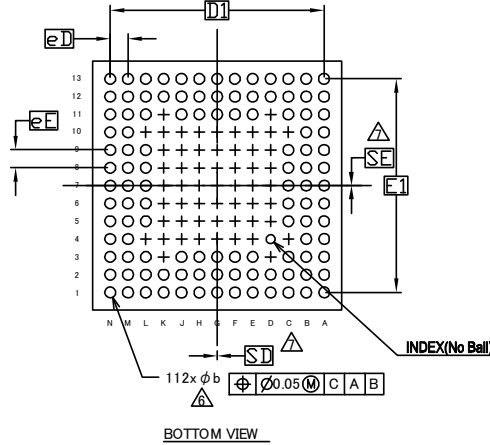 D1
eD
13
12
11
10
9
8
7
6
5
4
3
2
1
eE
7
SE
E1
N M L K J H G F E D C B A
SD
7
INDEX(No Ball)
112x ϕb
6
⌖ Ø0.05 Ⓜ C A B
BOTTOM VIEW